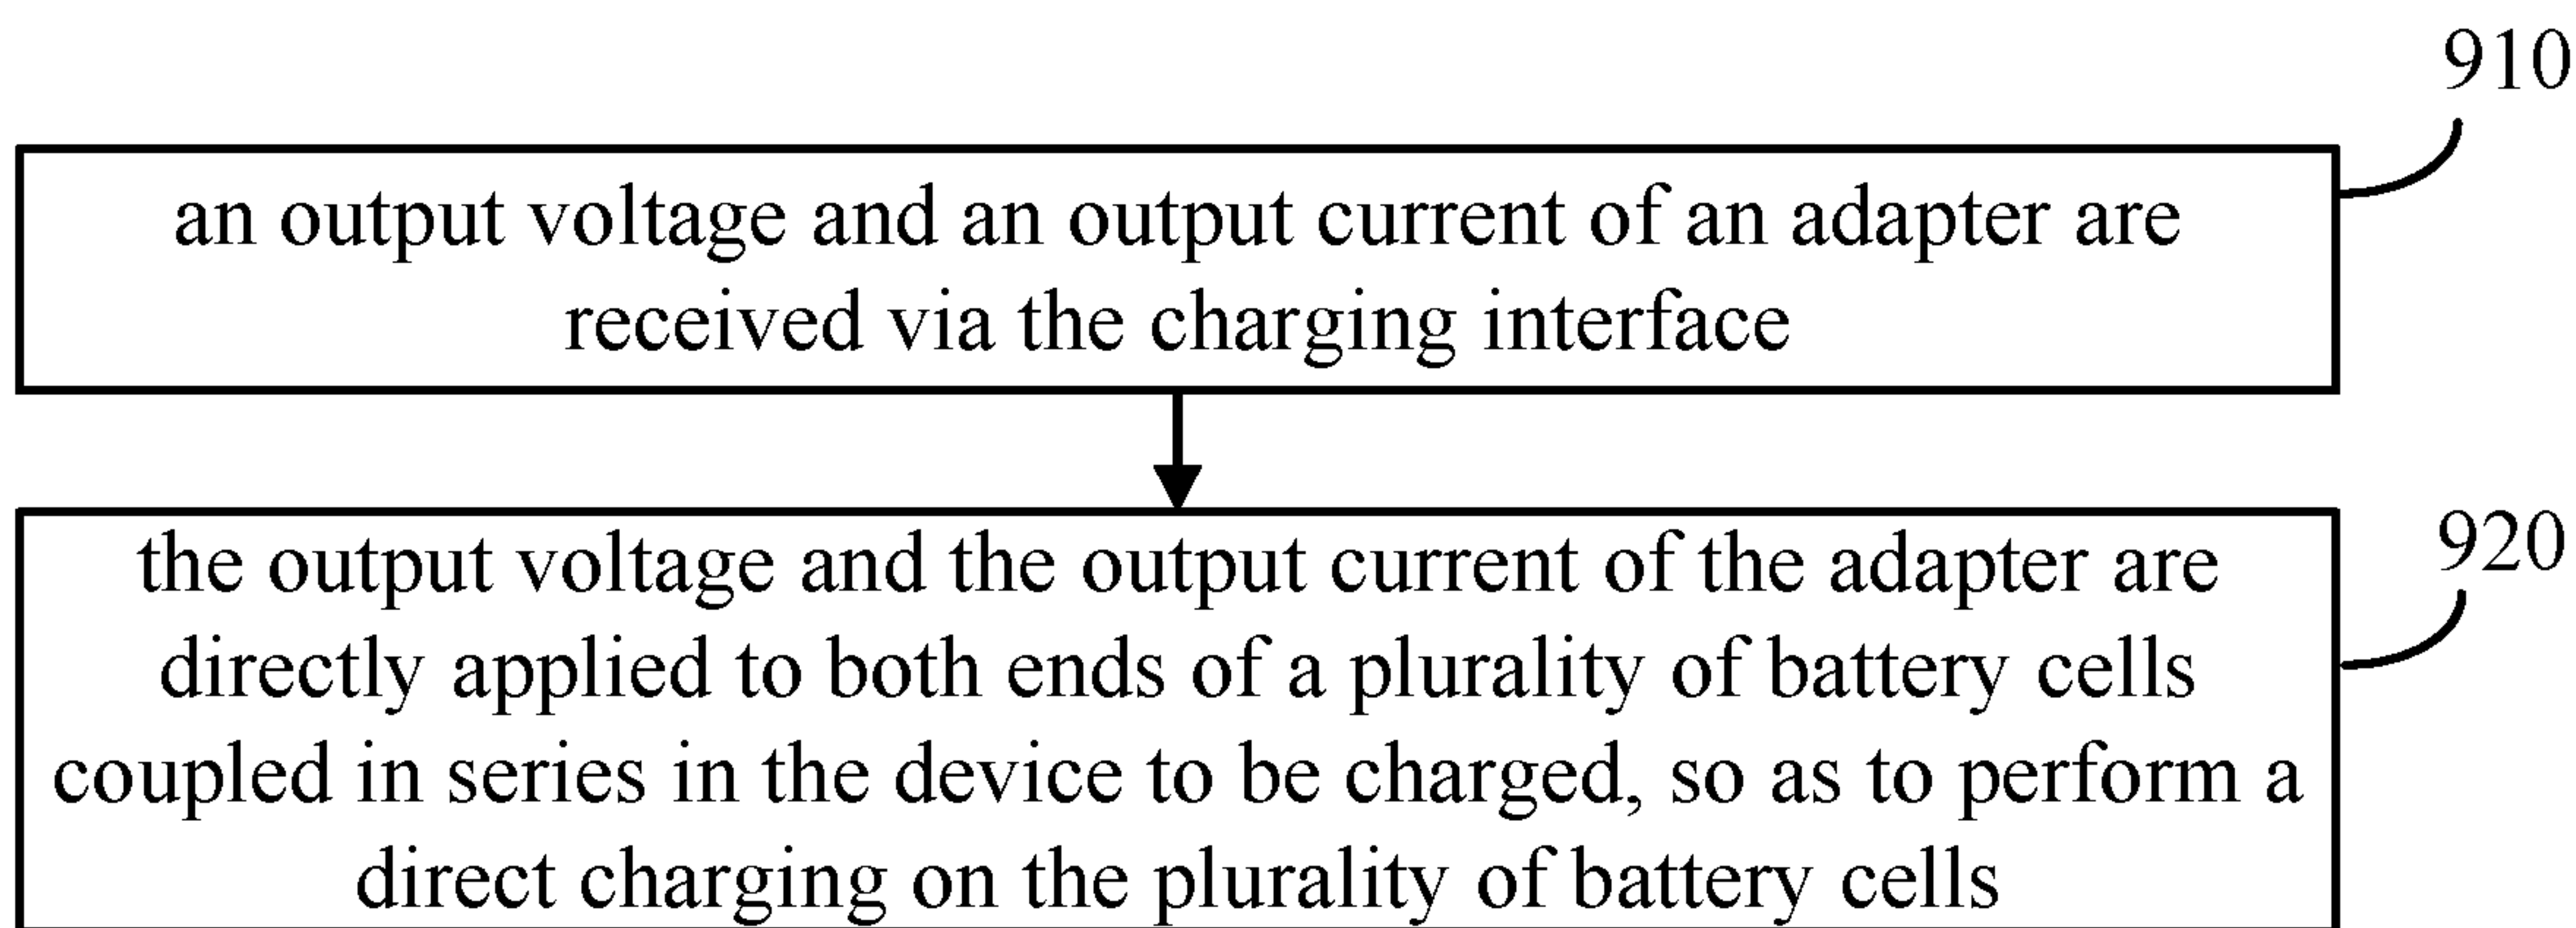 910
an output voltage and an output current of an adapter are
received via the charging interface
920
the output voltage and the output current of the adapter are
directly applied to both ends of a plurality of battery cells
coupled in series in the device to be charged, so as to perform a
direct charging on the plurality of battery cells